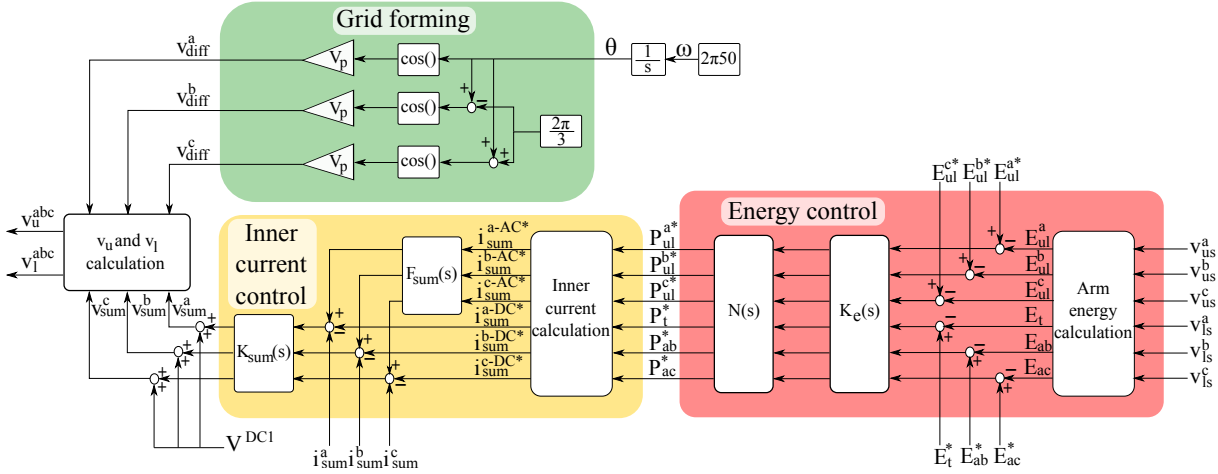 Grid forming
v_diff^a
V_p
cos()
θ
1/s
ω
2π50
+
−
v_diff^b
V_p
cos()
2π/3
v_diff^c
V_p
cos()
+
+
E_ul^c* E_ul^b* E_ul^a*
Energy control
v_u^abc
v_l^abc
v_u and v_l
calculation
v_sum^c v_sum^b v_sum^a
+
+
+
+
+
+
Inner
current
control
K_sum(s)
F_sum(s)
+
−
+
−
+
−
i_sum^a-AC*
i_sum^b-AC*
i_sum^c-AC*
i_sum^a-DC*
i_sum^b-DC*
i_sum^c-DC*
Inner
current
calculation
P_ul^a*
P_ul^b*
P_ul^c*
P_t^*
P_ab^*
P_ac^*
N(s)
K_e(s)
+
−
+
−
+
−
−
+
−
+
−
+
E_ul^a
E_ul^b
E_ul^c
E_t
E_ab
E_ac
Arm
energy
calculation
v_us^a
v_us^b
v_us^c
v_ls^a
v_ls^b
v_ls^c
V^DC1
i_sum^a i_sum^b i_sum^c
E_t^* E_ab^* E_ac^*